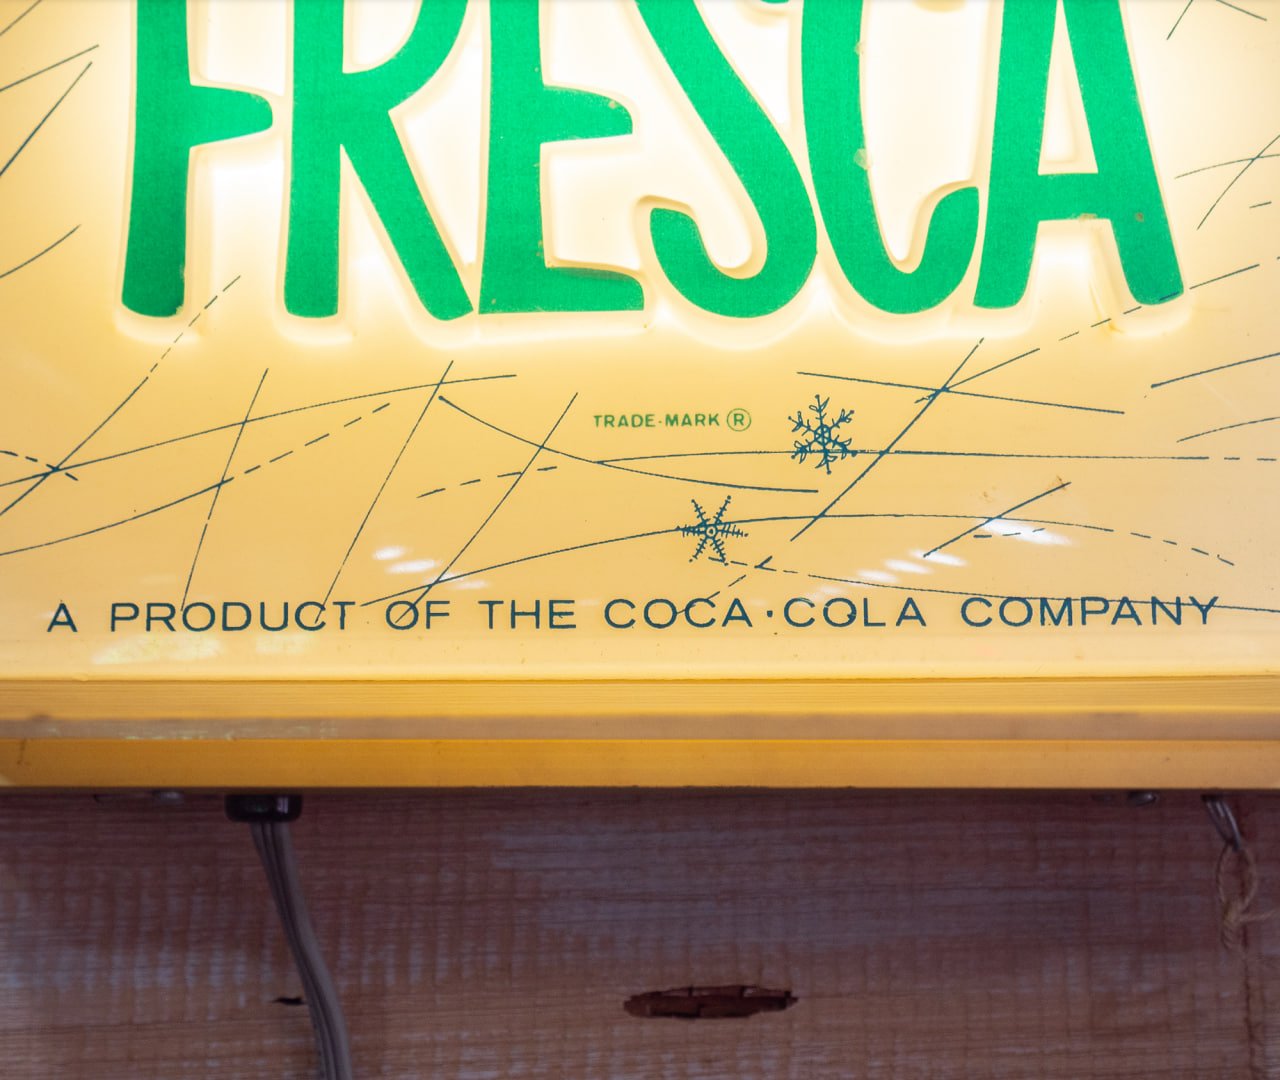 FRESCA
TRADE-MARK ®
A PRODUCT OF THE COCA·COLA COMPANY